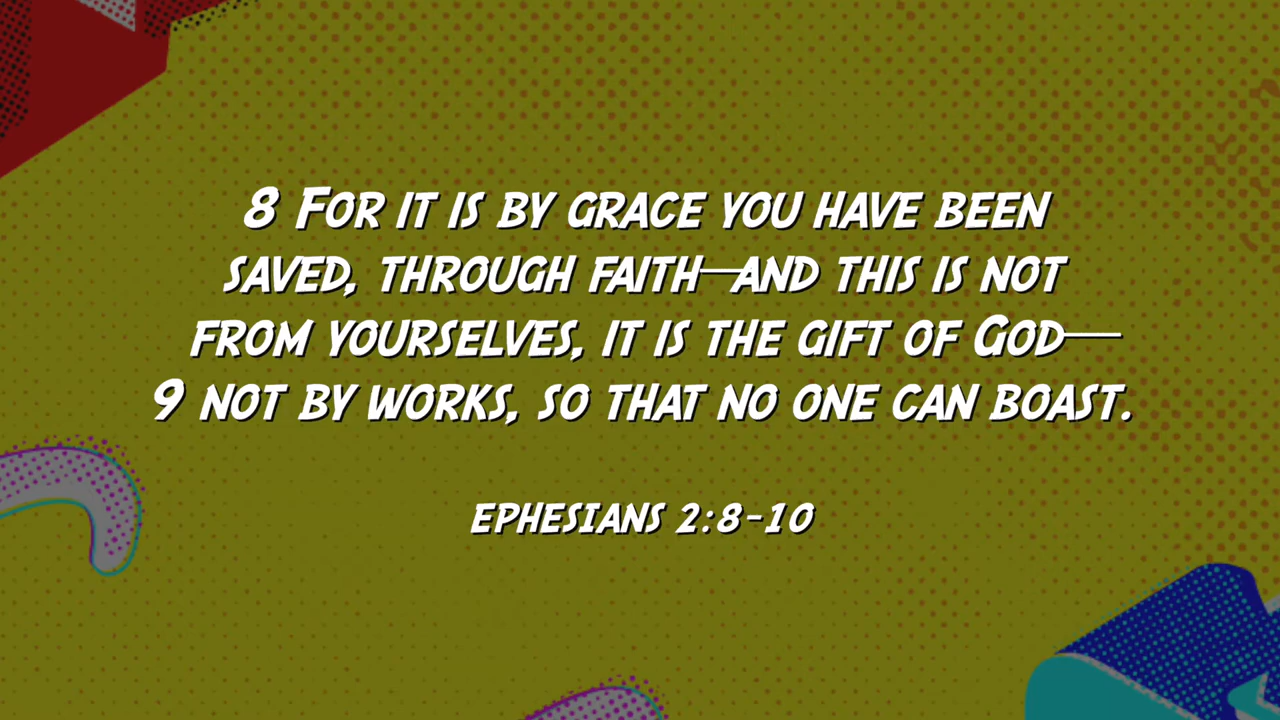 8 For it is by grace you have been
saved, through faith—and this is not
from yourselves, it is the gift of God—
9 not by works, so that no one can boast.
Ephesians 2:8-10